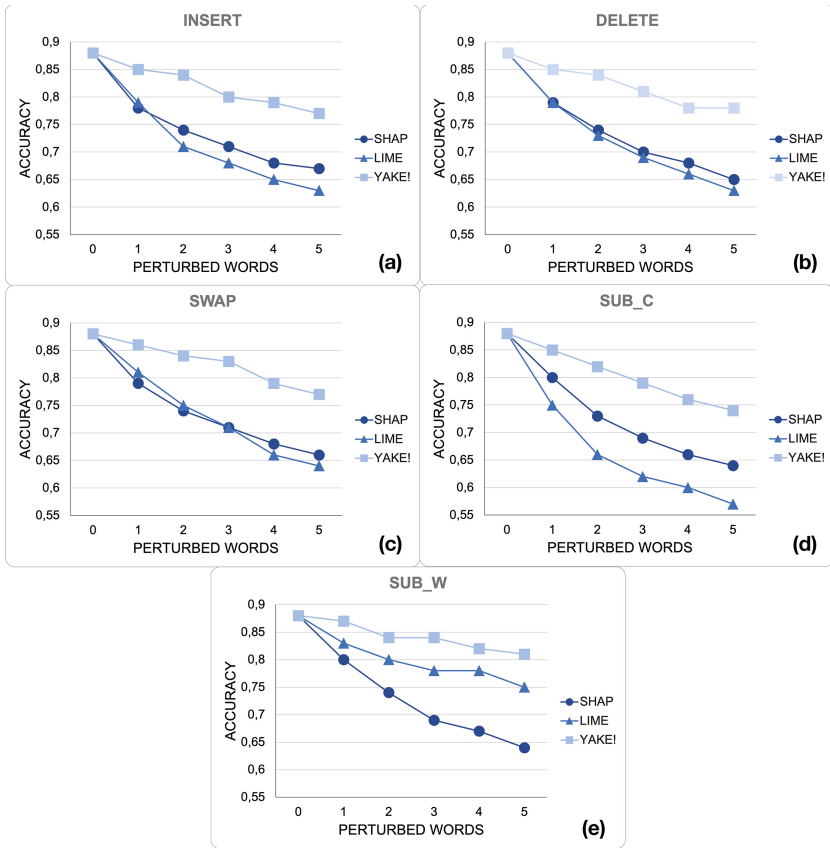 INSERT
0,9
0,85
0,8
0,75
0,7
0,65
0,6
0,55
ACCURACY
0 1 2 3 4 5
PERTURBED WORDS
SHAP
LIME
YAKE!
(a)
DELETE
0,9
0,85
0,8
0,75
0,7
0,65
0,6
0,55
ACCURACY
0 1 2 3 4 5
PERTURBED WORDS
SHAP
LIME
YAKE!
(b)
SWAP
0,9
0,85
0,8
0,75
0,7
0,65
0,6
0,55
ACCURACY
0 1 2 3 4 5
PERTURBED WORDS
SHAP
LIME
YAKE!
(c)
SUB_C
0,9
0,85
0,8
0,75
0,7
0,65
0,6
0,55
ACCURACY
0 1 2 3 4 5
PERTURBED WORDS
SHAP
LIME
YAKE!
(d)
SUB_W
0,9
0,85
0,8
0,75
0,7
0,65
0,6
0,55
ACCURACY
0 1 2 3 4 5
PERTURBED WORDS
SHAP
LIME
YAKE!
(e)